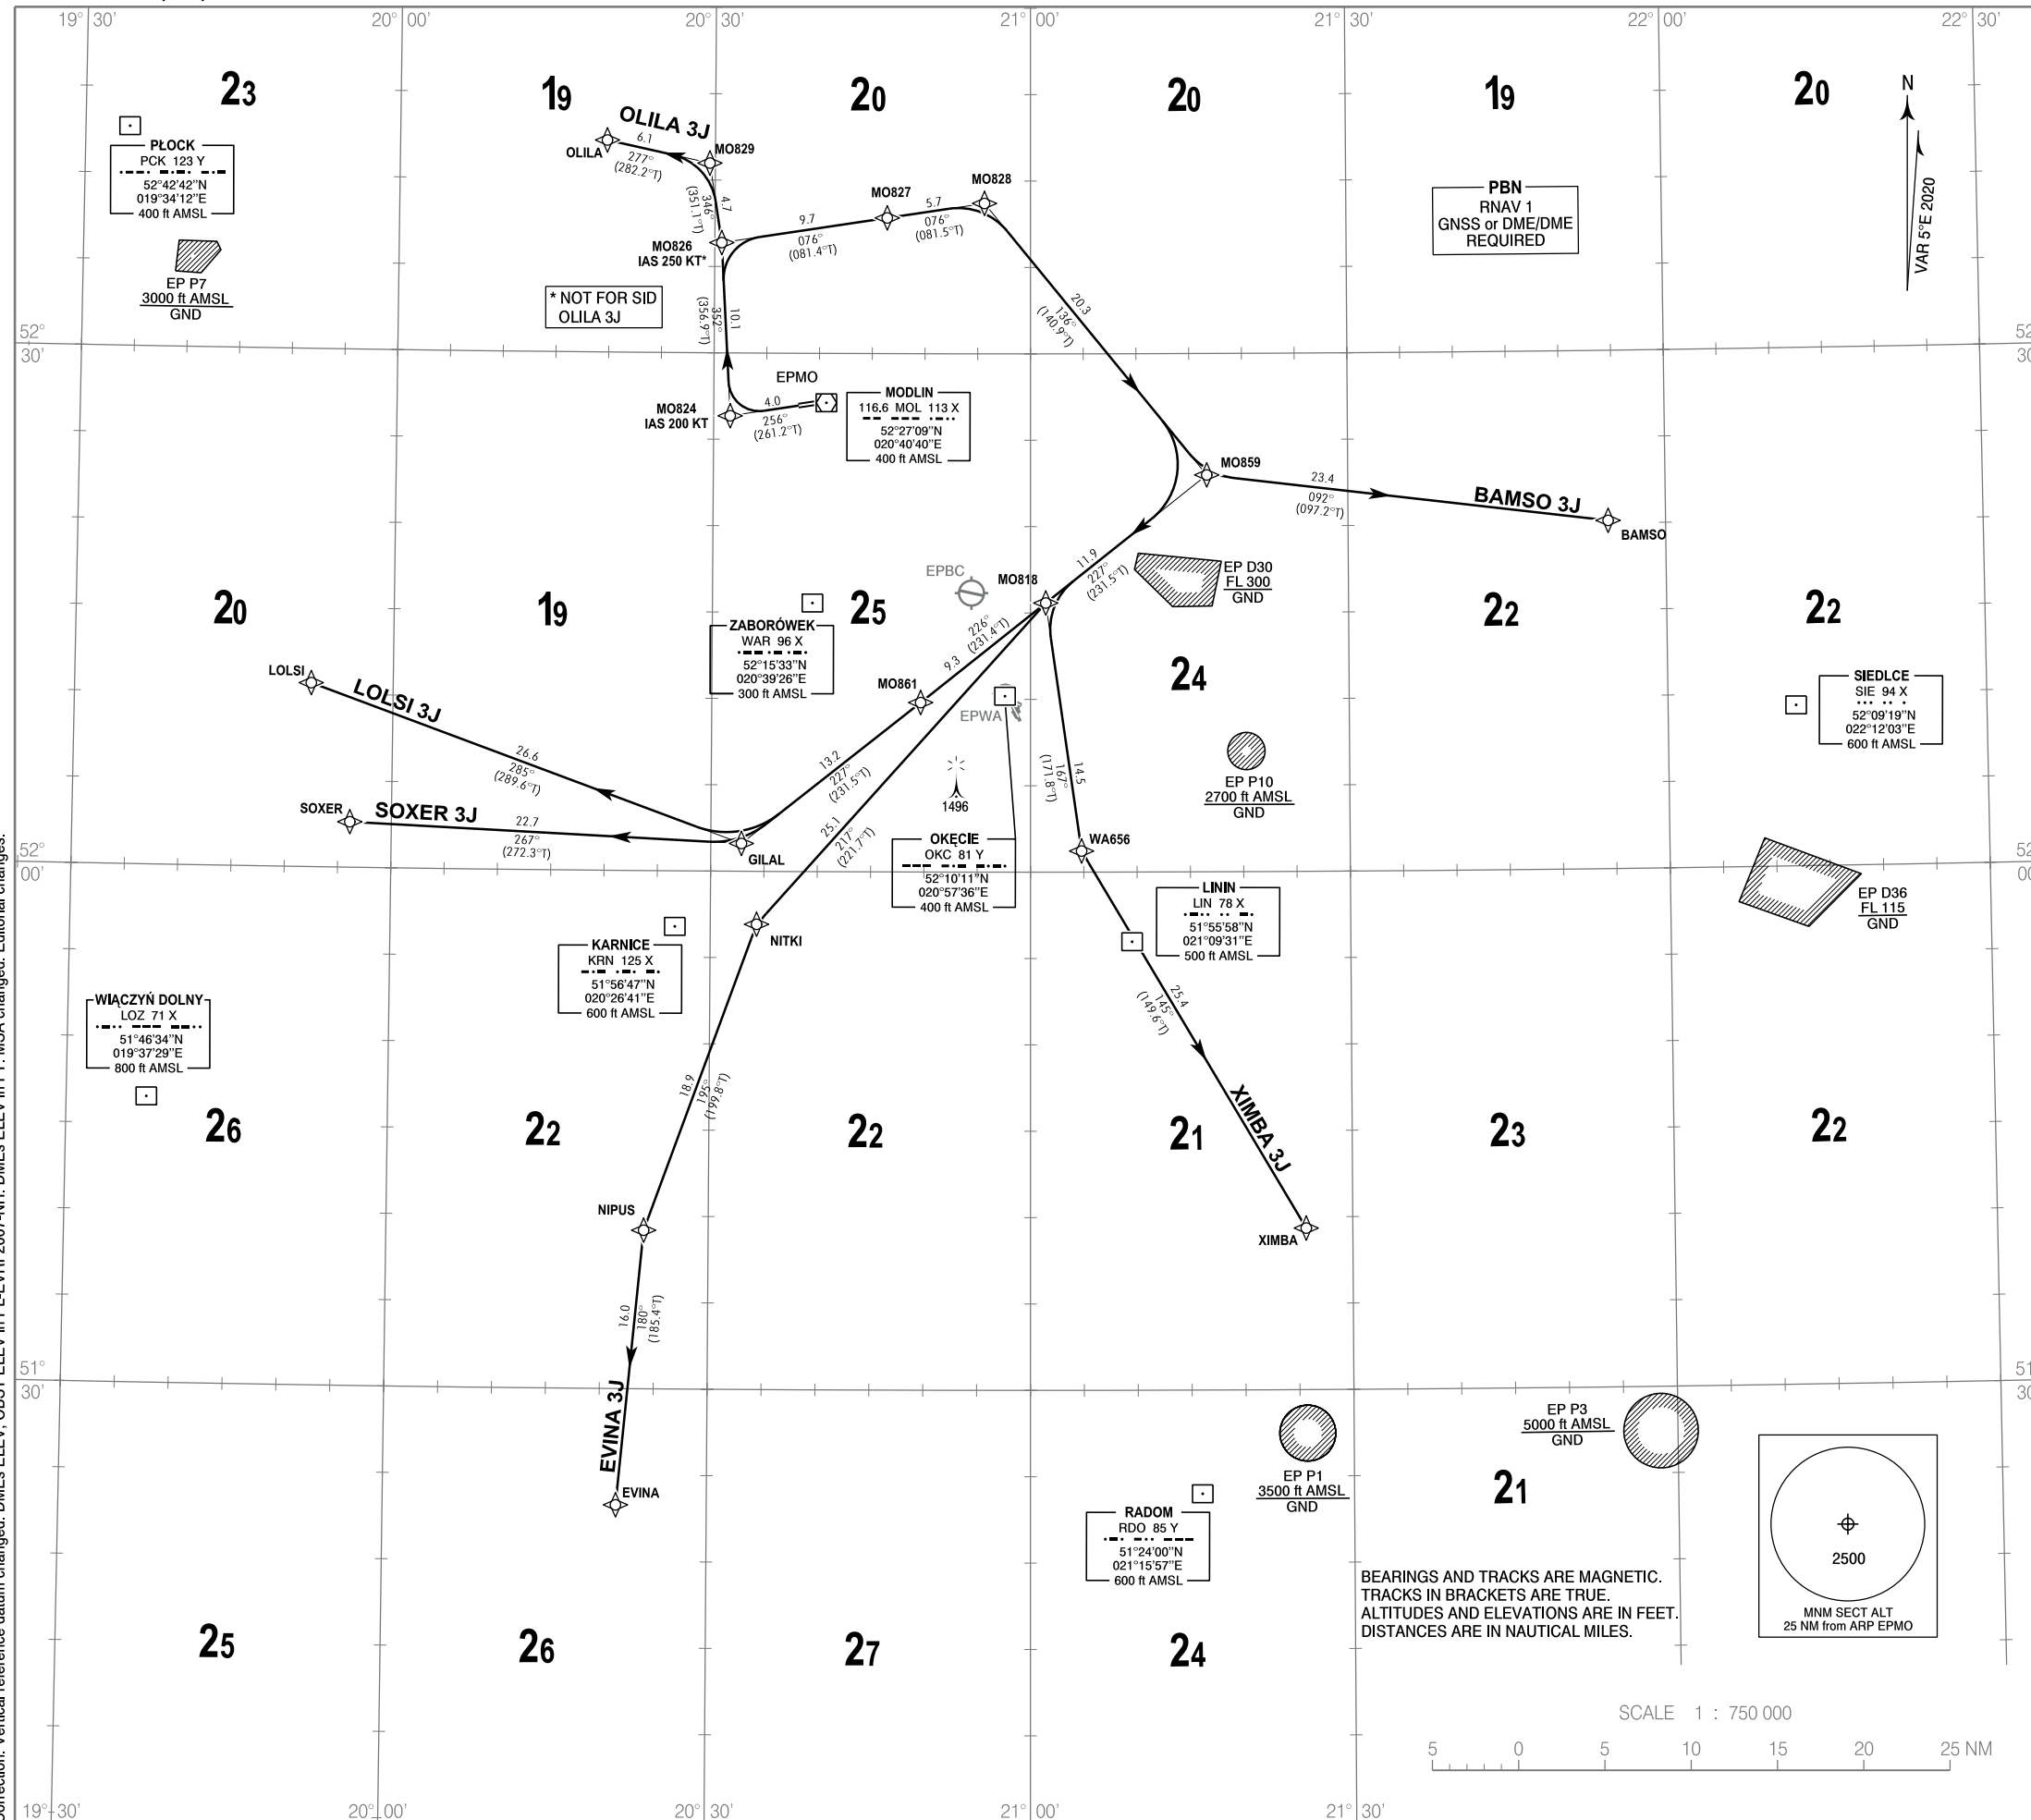 19° 30'
20° 00'
20° 30'
21° 00'
21° 30'
22° 00'
22° 30'
23
19
20
20
19
20
N
VAR 5°E 2020
PŁOCK
PCK 123 Y
52°42'42"N
019°34'12"E
400 ft AMSL
EP P7
3000 ft AMSL
GND
OLILA 3J
OLILA
6.1
277°
(282.2°T)
MO829
4.7
346°
(351.1°T)
MO826
IAS 250 KT*
9.7
076°
(081.4°T)
MO827
5.7
076°
(081.5°T)
MO828
PBN
RNAV 1
GNSS or DME/DME
REQUIRED
* NOT FOR SID
OLILA 3J
10.1
352°
(356.9°T)
20.3
136°
(140.9°T)
52°
30'
52
30
EPMO
MO824
IAS 200 KT
4.0
256°
(261.2°T)
MODLIN
116.6 MOL 113 X
52°27'09"N
020°40'40"E
400 ft AMSL
MO859
23.4
092°
(097.2°T)
BAMSO 3J
BAMSO
11.9
227°
(231.5°T)
EP D30
FL 300
GND
EPBC
MO818
20
19
25
22
22
ZABORÓWEK
WAR 96 X
52°15'33"N
020°39'26"E
300 ft AMSL
226°
(231.4°T)
9.3
MO861
EPWA
24
LOLSI
LOLSI 3J
26.6
285°
(289.6°T)
SIEDLCE
SIE 94 X
52°09'19"N
022°12'03"E
600 ft AMSL
13.2
227°
(231.5°T)
14.5
167°
(171.8°T)
EP P10
2700 ft AMSL
GND
1496
SOXER
SOXER 3J
22.7
267°
(272.3°T)
GILAL
25.1
217°
(221.7°T)
OKĘCIE
OKC 81 Y
52°10'11"N
020°57'36"E
400 ft AMSL
WA656
52°
00'
52
00
LININ
LIN 78 X
51°55'58"N
021°09'31"E
500 ft AMSL
EP D36
FL 115
GND
NITKI
KARNICE
KRN 125 X
51°56'47"N
020°26'41"E
600 ft AMSL
WIĄCZYŃ DOLNY
LOZ 71 X
51°46'34"N
019°37'29"E
800 ft AMSL
25.4
145°
(149.6°T)
18.9
195°
(199.8°T)
XIMBA 3J
26
22
22
21
23
22
NIPUS
XIMBA
16.0
180°
(185.4°T)
51°
30'
51
30
EVINA 3J
EVINA
EP P1
3500 ft AMSL
GND
EP P3
5000 ft AMSL
GND
21
RADOM
RDO 85 Y
51°24'00"N
021°15'57"E
600 ft AMSL
2500
MNM SECT ALT
25 NM from ARP EPMO
BEARINGS AND TRACKS ARE MAGNETIC.
TRACKS IN BRACKETS ARE TRUE.
ALTITUDES AND ELEVATIONS ARE IN FEET.
DISTANCES ARE IN NAUTICAL MILES.
25
26
27
24
SCALE 1 : 750 000
5 0 5 10 15 20 25 NM
19° 30'
20° 00'
20° 30'
21° 00'
21° 30'